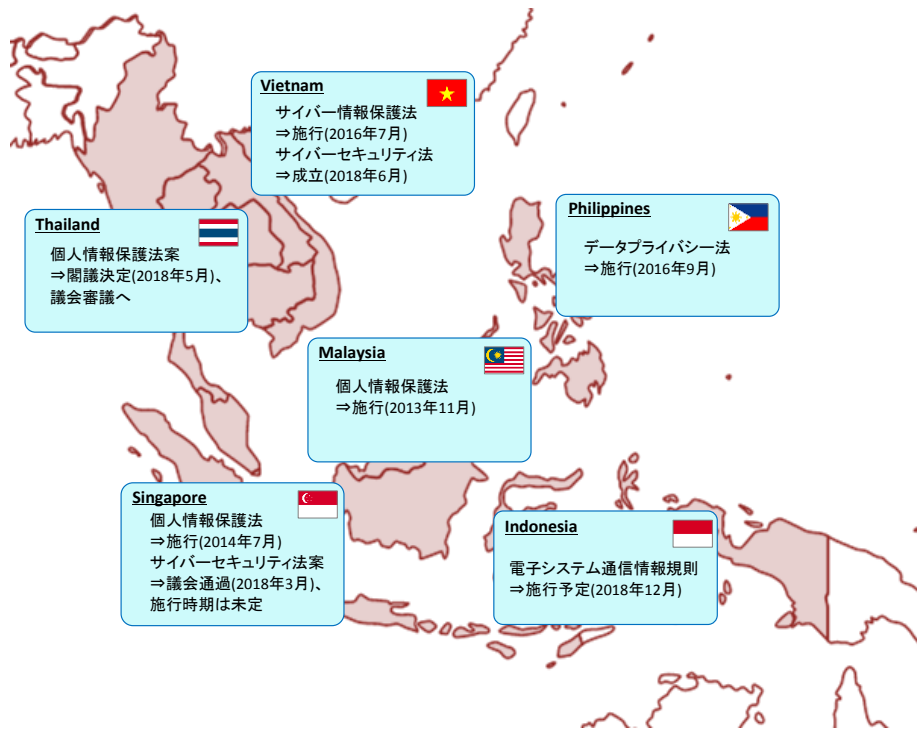 Vietnam
サイバー情報保護法
⇒施行(2016年7月)
サイバーセキュリティ法
⇒成立(2018年6月)
Thailand
個人情報保護法案
⇒閣議決定(2018年5月)、
議会審議へ
Philippines
データプライバシー法
⇒施行(2016年9月)
Malaysia
個人情報保護法
⇒施行(2013年11月)
Singapore
個人情報保護法
⇒施行(2014年7月)
サイバーセキュリティ法案
⇒議会通過(2018年3月)、
施行時期は未定
Indonesia
電子システム通信情報規則
⇒施行予定(2018年12月)